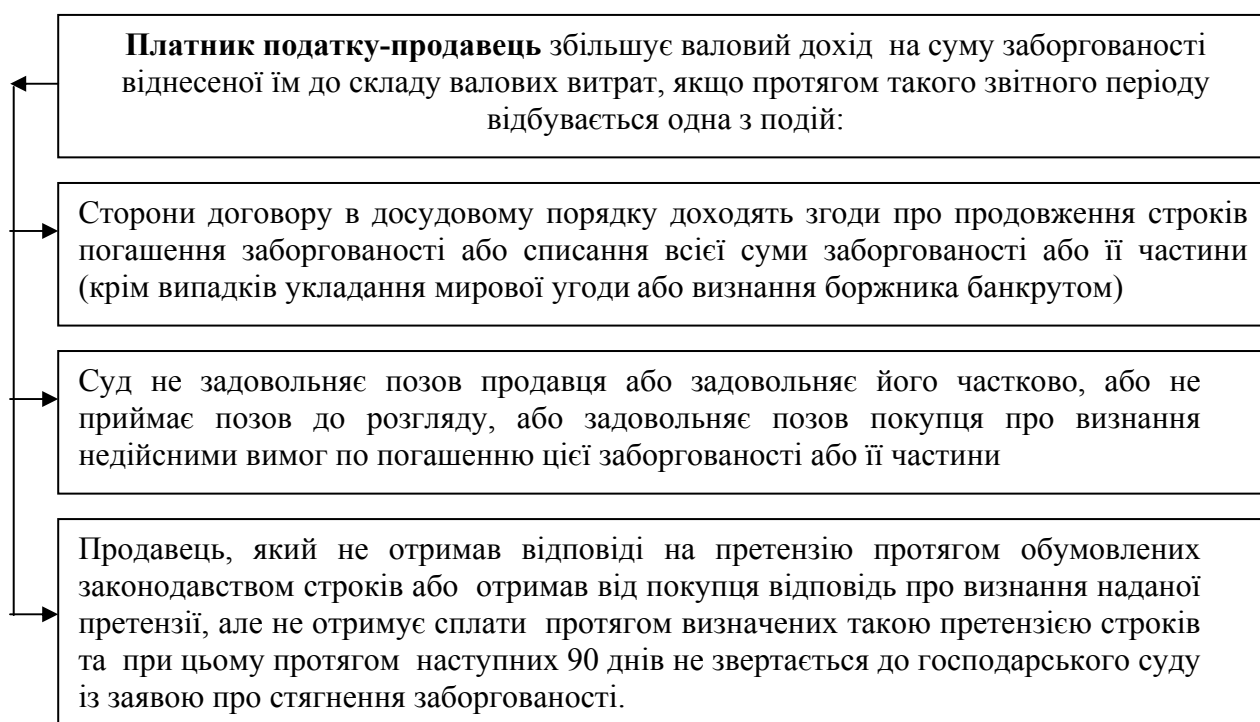 Платник податку-продавець збільшує валовий дохід на суму заборгованості
віднесеної їм до складу валових витрат, якщо протягом такого звітного періоду
відбувається одна з подій:
Сторони договору в досудовому порядку доходять згоди про продовження строків
погашення заборгованості або списання всієї суми заборгованості або її частини
(крім випадків укладання мирової угоди або визнання боржника банкрутом)
Суд не задовольняє позов продавця або задовольняє його частково, або не
приймає позов до розгляду, або задовольняє позов покупця про визнання
недійсними вимог по погашенню цієї заборгованості або її частини
Продавець, який не отримав відповіді на претензію протягом обумовлених
законодавством строків або отримав від покупця відповідь про визнання наданої
претензії, але не отримує сплати протягом визначених такою претензією строків
та при цьому протягом наступних 90 днів не звертається до господарського суду
із заявою про стягнення заборгованості.